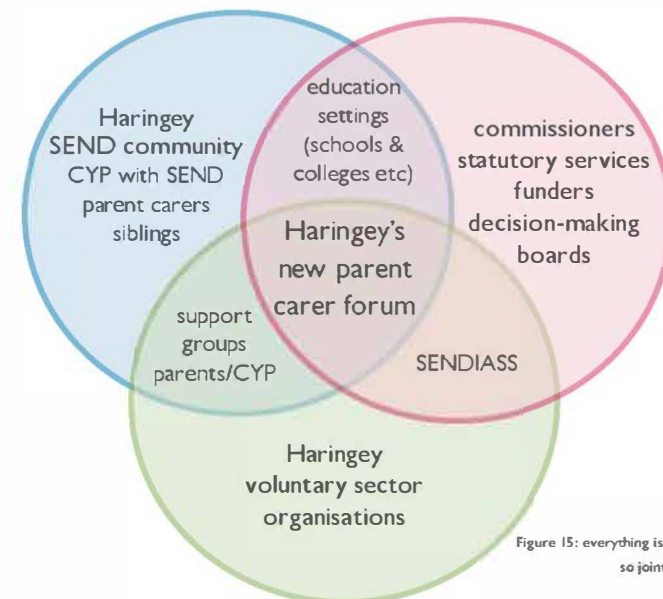 Haringey
SEND community
CYP with SEND
parent carers
siblings
education
settings
(schools &
colleges etc)
commissioners
statutory services
funders
decision-making
boards
Haringey's
new parent
carer forum
support
groups
parents/CYP
SENDIASS
Haringey
voluntary sector
organisations
Figure 15: everything is
so joint